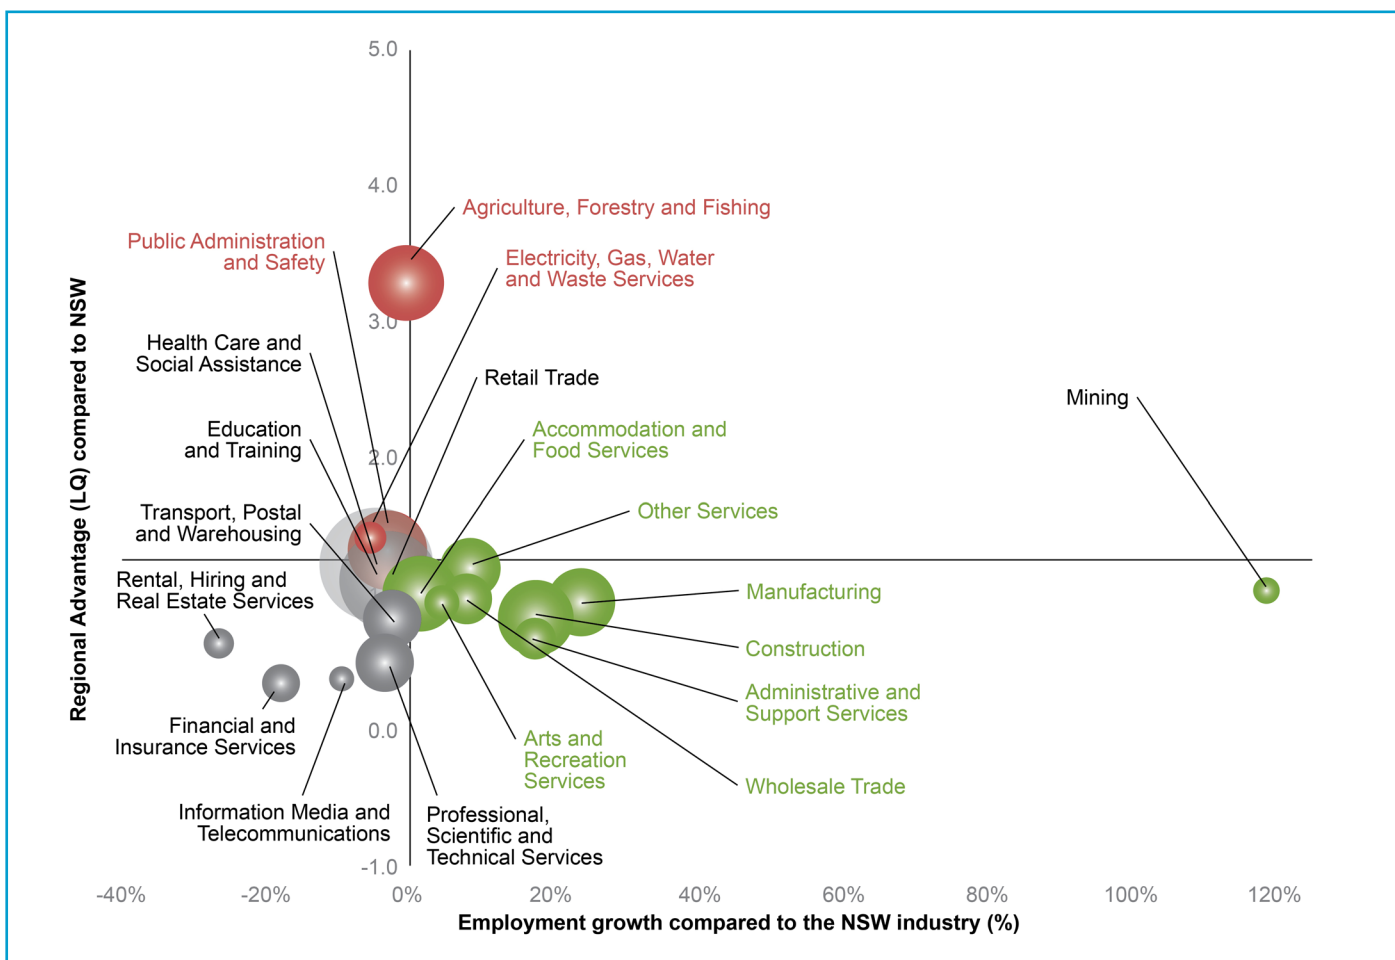 5.0
4.0
Agriculture, Forestry and Fishing
Public Administration
and Safety
Electricity, Gas, Water
and Waste Services
3.0
Health Care and
Social Assistance
Retail Trade
Mining
Education
and Training
Accommodation and
Food Services
2.0
Transport, Postal
and Warehousing
Other Services
Rental, Hiring and
Real Estate Services
Manufacturing
Construction
Administrative and
Support Services
Financial and
Insurance Services
0.0
Arts and
Recreation
Services
Wholesale Trade
Information Media and
Telecommunications
Professional,
Scientific and
Technical Services
-1.0
-40%
-20%
0%
20%
40%
60%
80%
100%
120%
Employment growth compared to the NSW industry (%)
Regional Advantage (LQ) compared to NSW